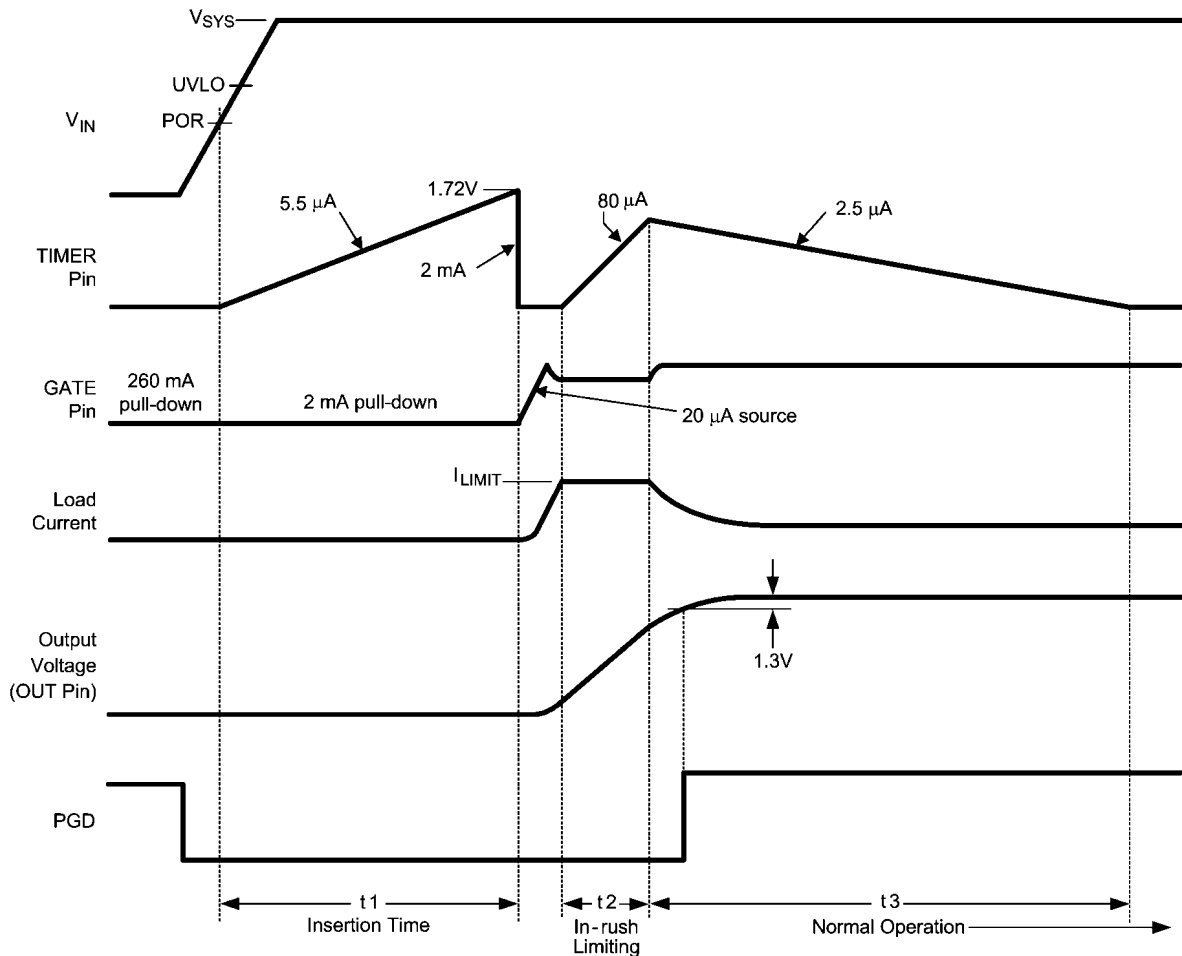 VSYS
UVLO
VIN
POR
1.72V
5.5 µA
80 µA
2.5 µA
TIMER
Pin
2 mA
GATE
Pin
260 mA
pull-down
2 mA pull-down
20 µA source
ILIMIT
Load
Current
Output
Voltage
(OUT Pin)
1.3V
PGD
t1
Insertion Time
t2
In-rush
Limiting
t3
Normal Operation